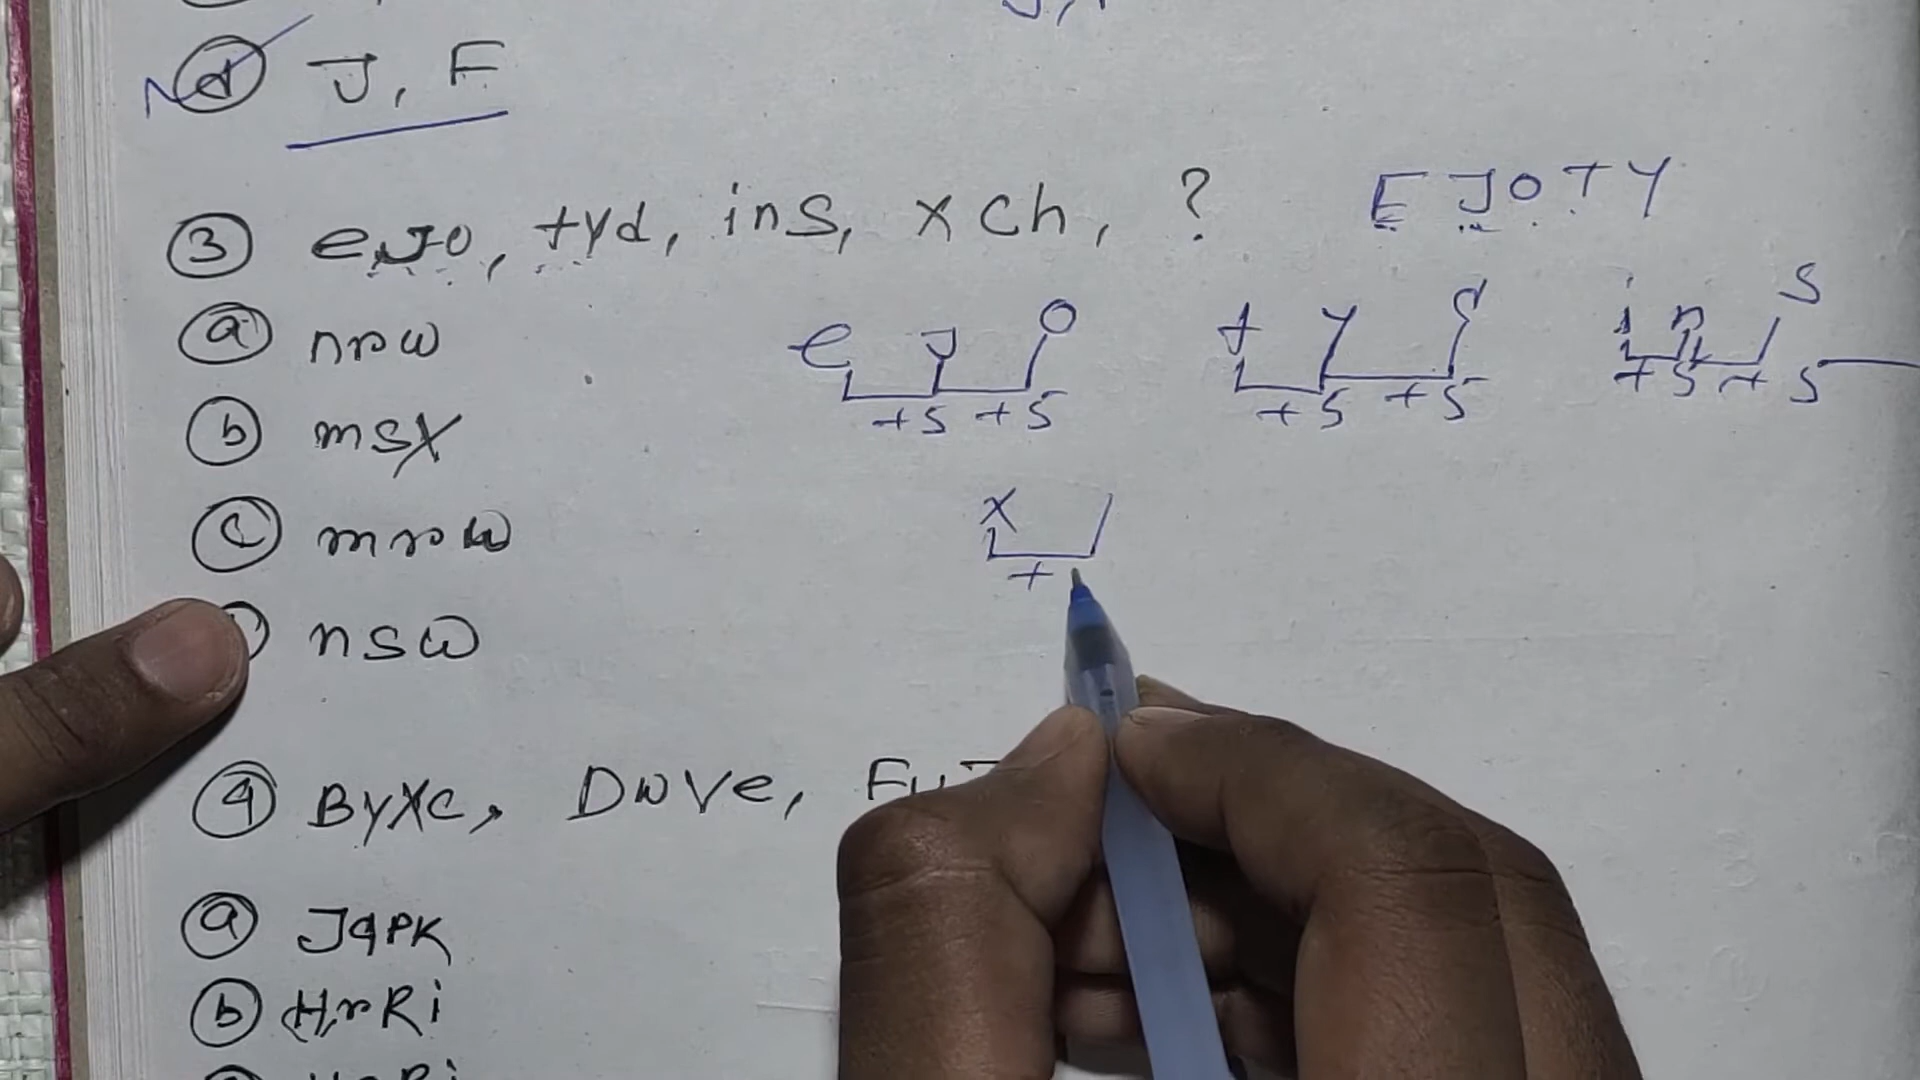 d J, F
3 eJo, tyd, ins, xch, ? EJOTY
a nrw
b msx
c mrw
nsw
e J O t y d i n S
+5 +5 +5 +5 +5 +5
X
+
4 ByXc, DwVe,
a JqPK
b HrRi